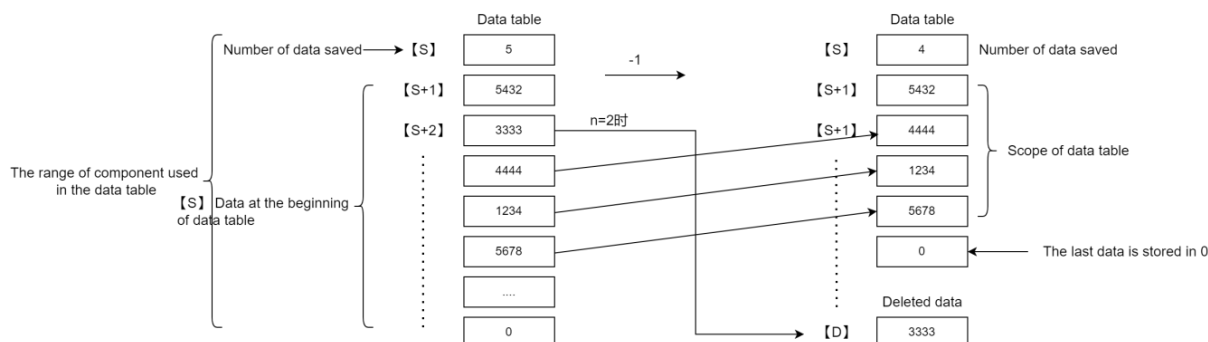 Data table
Data table
Number of data saved
【S】
5
-1
【S】
4
Number of data saved
【S+1】
5432
【S+1】
5432
【S+2】
3333
n=2时
【S+1】
4444
4444
1234
1234
5678
5678
....
0
0
The range of component used
in the data table
【S】 Data at the beginning
of data table
Scope of data table
The last data is stored in 0
Deleted data
【D】
3333